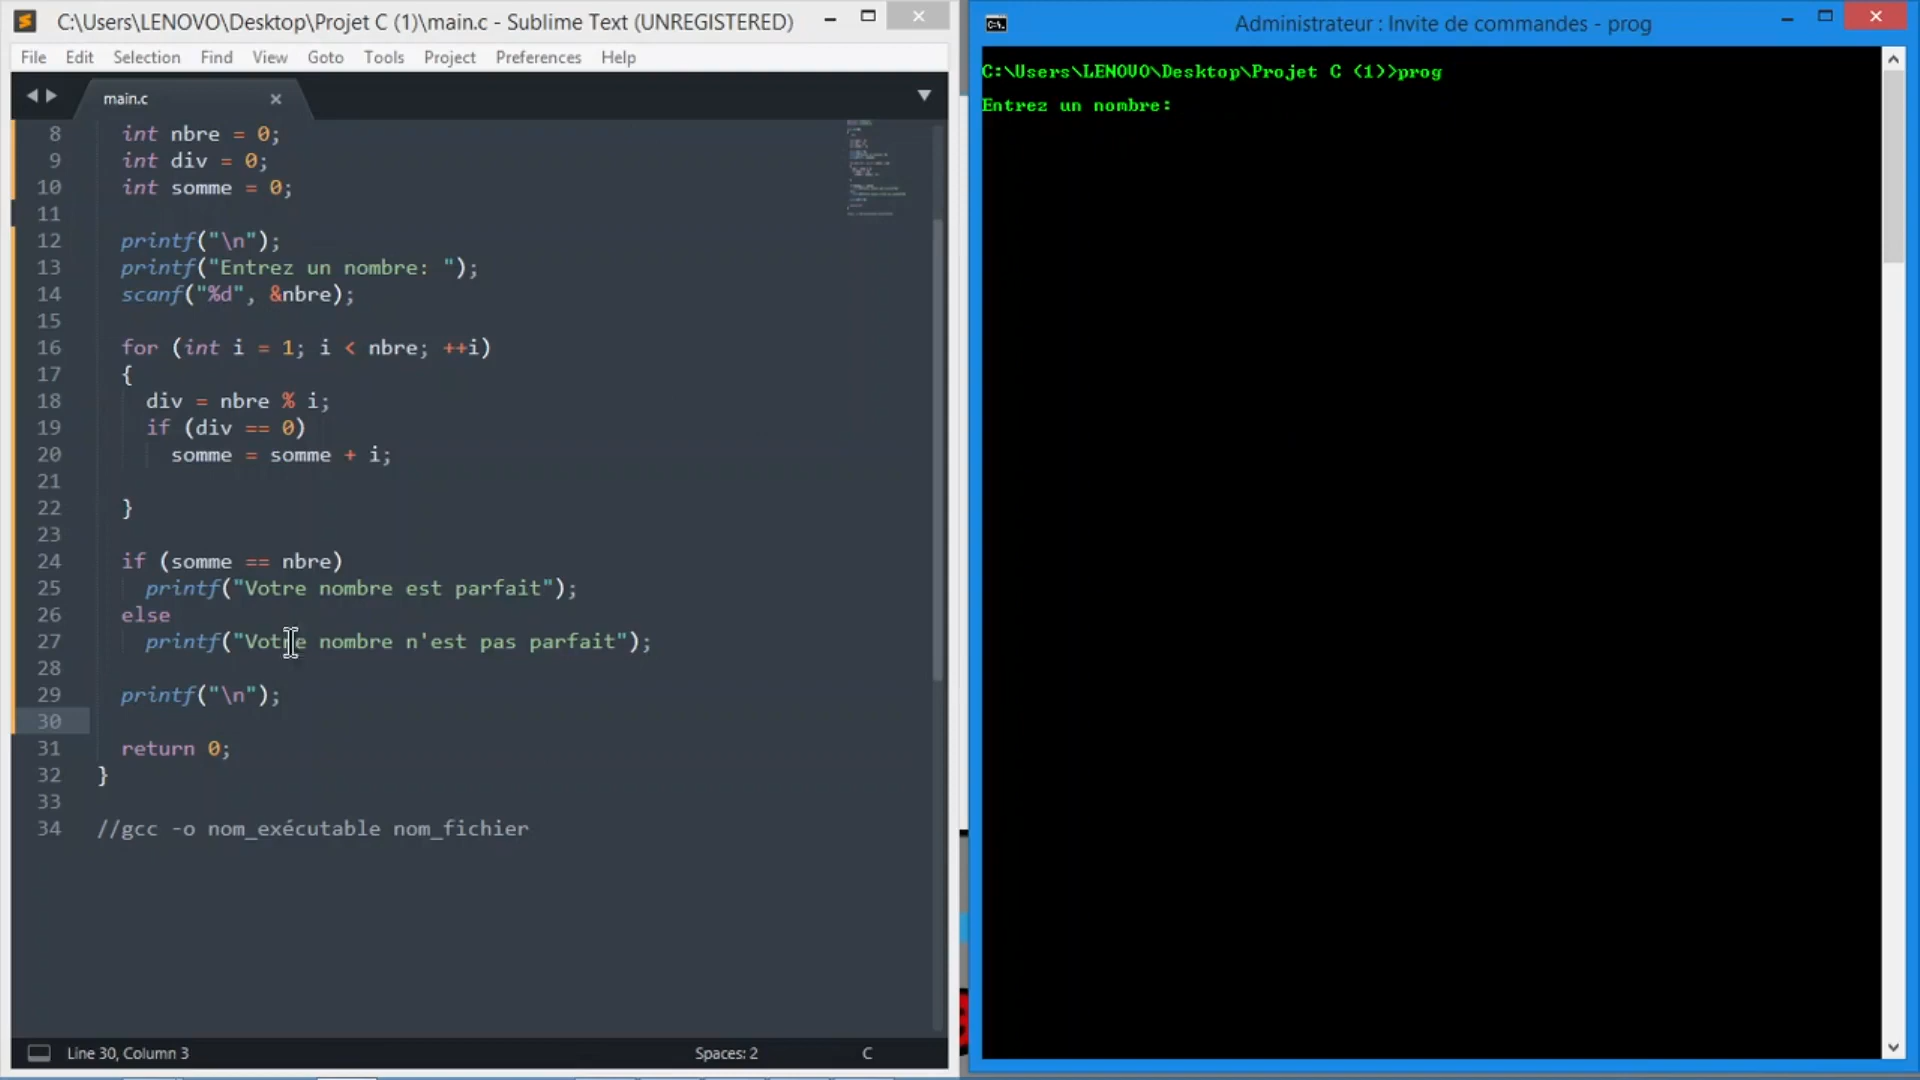 C:\Users\LENOVO\Desktop\Projet C (1)\main.c - Sublime Text (UNREGISTERED)
File Edit Selection Find View Goto Tools Project Preferences Help
main.c
8 int nbre = 0;
9 int div = 0;
10 int somme = 0;
11
12 printf("\n");
13 printf("Entrez un nombre: ");
14 scanf("%d", &nbre);
15
16 for (int i = 1; i < nbre; ++i)
17 {
18 div = nbre % i;
19 if (div == 0)
20 somme = somme + i;
21
22 }
23
24 if (somme == nbre)
25 printf("Votre nombre est parfait");
26 else
27 printf("Votre nombre n'est pas parfait");
28
29 printf("\n");
30
31 return 0;
32 }
33
34 //gcc -o nom_exécutable nom_fichier
Line 30, Column 3 Spaces: 2 C
Administrateur : Invite de commandes - prog
C:\Users\LENOVO\Desktop\Projet C (1)>prog
Entrez un nombre: